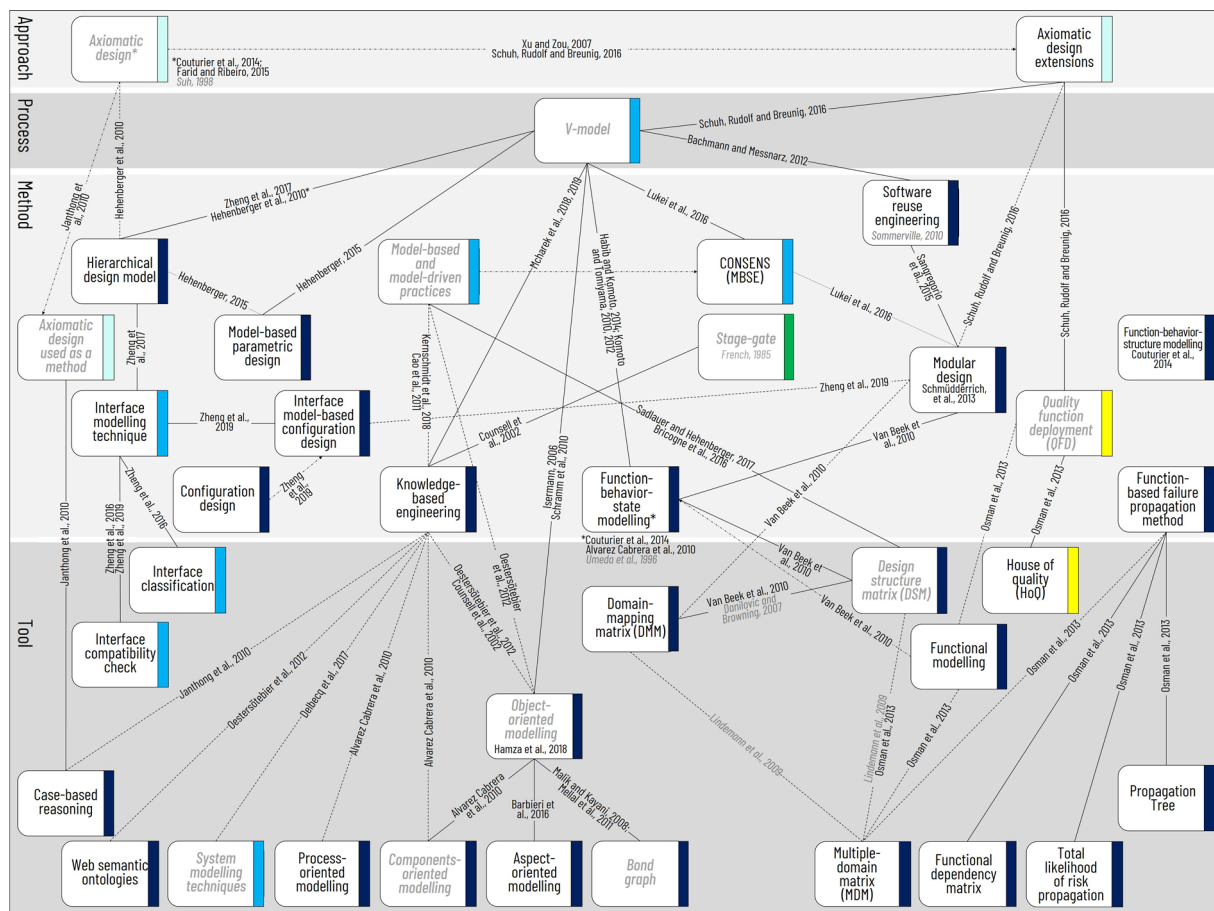 Approach
Axiomatic
design*
*Couturier et al., 2014;
Farid and Ribeiro, 2015
Suh, 1998
Xu and Zou, 2007
Schuh, Rudolf and Breunig, 2016
Axiomatic
design
extensions
Process
V-model
Schuh, Rudolf and Breunig, 2016
Bachmann and Messnarz, 2012
Method
Janthong et
al., 2010
Hehenberger et al., 2010
Zheng et al., 2017
Hehenberger et al., 2010*
Hehenberger, 2015
Mcharek et al., 2018, 2019
Habib and Komoto, 2014; Komoto
and Tomiyama, 2010, 2012
Lukei et al., 2016
Software
reuse
engineering
Sommerville, 2010
Sangregorio
et al., 2015
Schuh, Rudolf and Breunig, 2016
Schuh, Rudolf and Breunig, 2016
Hierarchical
design model
Hehenberger, 2015
Model-based
and
model-driven
practices
CONSENS
(MBSE)
Lukei et al., 2016
Axiomatic
design
used as a
method
Zheng et
al., 2017
Model-based
parametric
design
Kernschmidt et al., 2018
Cao et al., 2011
Stage-gate
French, 1985
Modular
design
Schmüdderrich,
et al., 2013
Function-behavior-
structure modelling
Couturier et al.,
2014
Interface
modelling
technique
Zheng et al.,
2019
Interface
model-based
configuration
design
Zheng et al., 2019
Counsell et
al., 2002
Sadlauer and Hehenberger, 2017
Bricogne et al., 2016
Van Beek et
al., 2010
Quality
function
deployment
(QFD)
Zheng et al., 2016
Configuration
design
Zheng
et al.,
2019
Knowledge-
based
engineering
Isermann, 2006
Schramm et al., 2010
Function-
behavior-
state
modelling*
Van Beek et al., 2010
Osman et al., 2013
Osman et al., 2013
Function-
based failure
propagation
method
Tool
Janthong et al., 2010
Zheng et al., 2016
Zheng et al., 2019
Interface
classification
Oestersötebier et al., 2012
Counsell et al., 2002
Oestersötebier
et al., 2012
*Couturier et al., 2014
Alvarez Cabrera et al., 2010
Umeda et al., 1996
Van Beek et
al., 2010
Design
structure
matrix (DSM)
House of
quality
(HoQ)
Interface
compatibility
check
Domain-
mapping
matrix (DMM)
Van Beek et al., 2010
Danilovic and
Browning, 2007
Van Beek et al., 2010
Functional
modelling
Janthong et al., 2010
Oestersötebier et al., 2012
Delbecq et al., 2017
Alvarez Cabrera et al., 2010
Alvarez Cabrera et al., 2010
Object-
oriented
modelling
Hamza et al., 2018
Lindemann et al., 2009
Lindemann et al., 2009
Osman et al., 2013
Osman et al., 2013
Osman et al., 2013
Osman et al., 2013
Osman et al., 2013
Osman et al., 2013
Case-based
reasoning
Alvarez Cabrera
et al., 2010
Barbieri et
al., 2016
Malik and Kayani, 2008;
Mellal et al., 2011
Propagation
Tree
Web semantic
ontologies
System
modelling
techniques
Process-
oriented
modelling
Components-
oriented
modelling
Aspect-
oriented
modelling
Bond
graph
Multiple-
domain
matrix
(MDM)
Functional
dependency
matrix
Total
likelihood
of risk
propagation